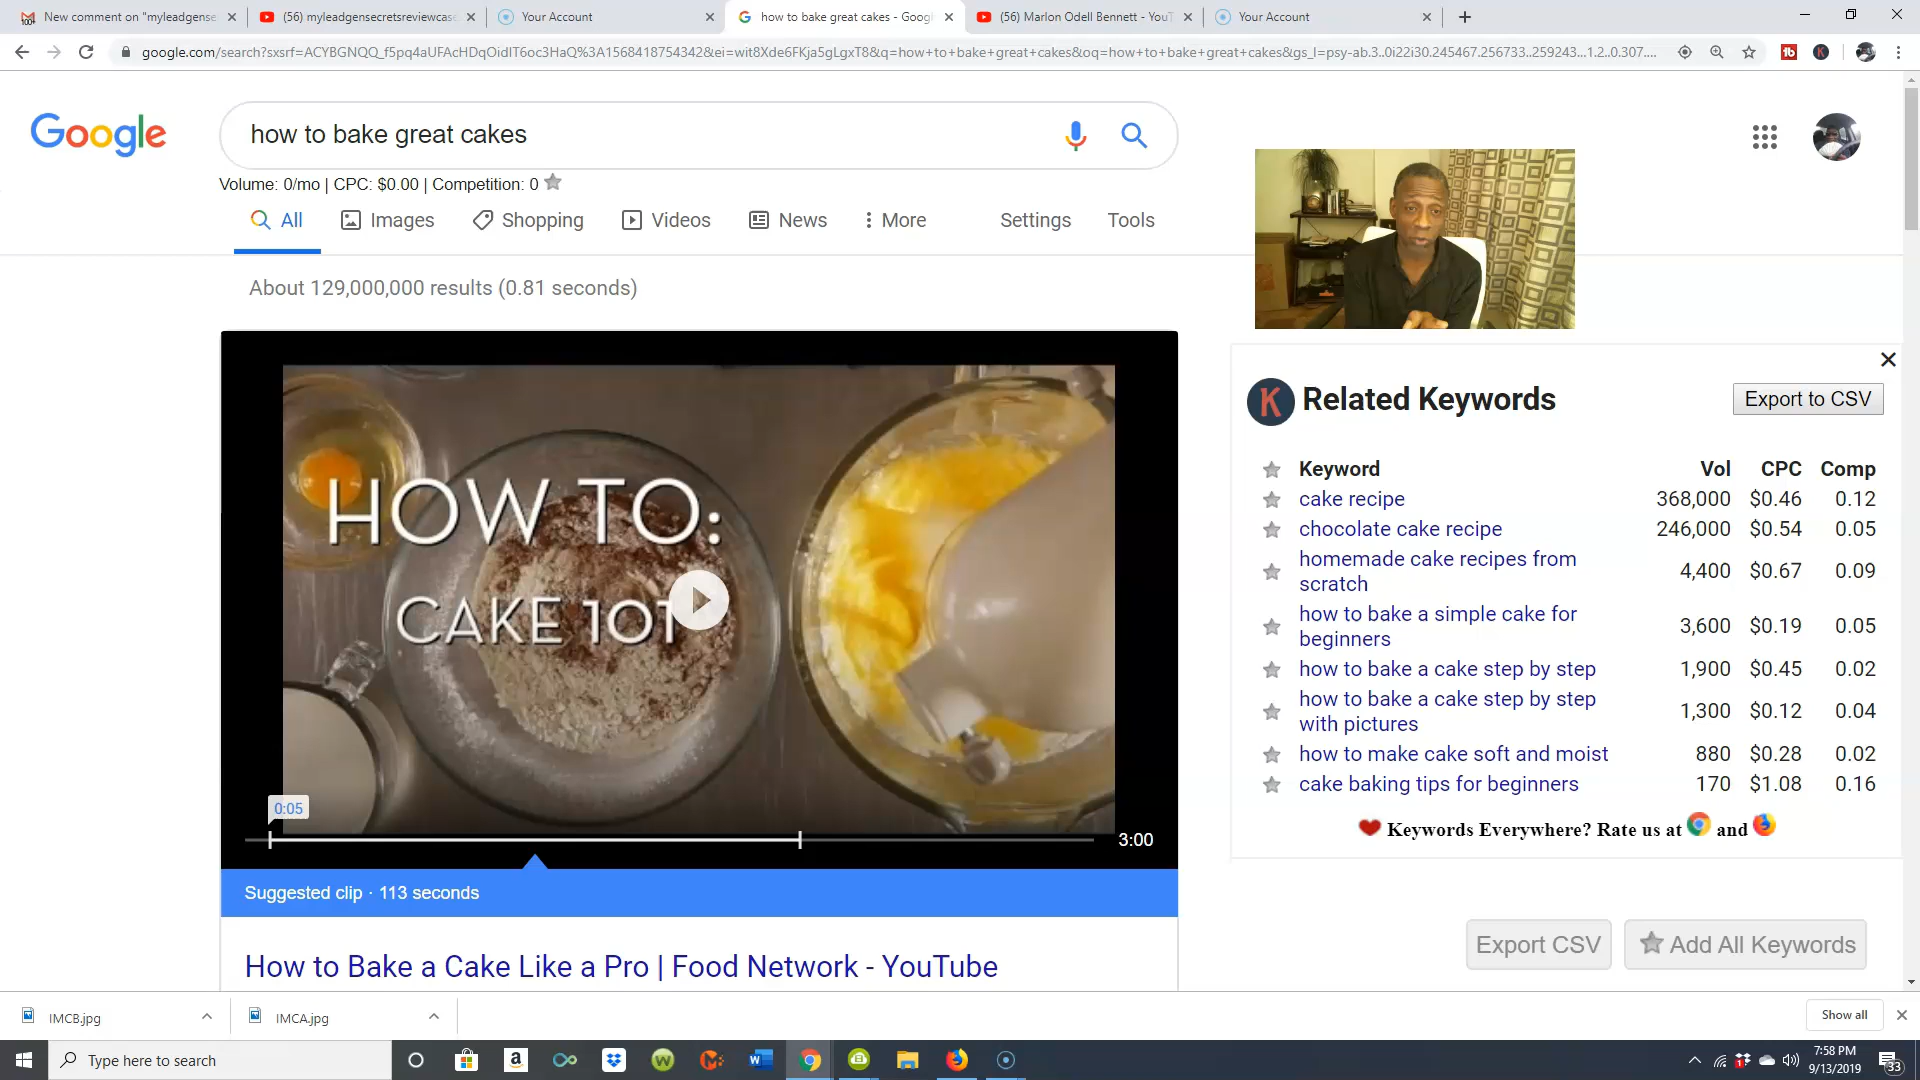 New comment on "myleadgense
(56) myleadgensecretsreviewcase
Your Account
how to bake great cakes - Googl
(56) Marlon Odell Bennett - YouT
Your Account
google.com/search?sxsrf=ACYBGNQQ_f5pq4aUFAcHDqOidIT6oc3HaQ%3A1568418754342&ei=wit8Xde6FKja5gLgxT8&q=how+to+bake+great+cakes&oq=how+to+bake+great+cakes&gs_l=psy-ab.3..0i22i30.245467.256733..259243...1.2..0.307....
Google
how to bake great cakes
Volume: 0/mo | CPC: $0.00 | Competition: 0
All
Images
Shopping
Videos
News
More
Settings
Tools
About 129,000,000 results (0.81 seconds)
HOW TO:
CAKE 101
0:05
3:00
Suggested clip · 113 seconds
How to Bake a Cake Like a Pro | Food Network - YouTube
K Related Keywords
Export to CSV
Keyword Vol CPC Comp
cake recipe 368,000 $0.46 0.12
chocolate cake recipe 246,000 $0.54 0.05
homemade cake recipes from
scratch 4,400 $0.67 0.09
how to bake a simple cake for
beginners 3,600 $0.19 0.05
how to bake a cake step by step 1,900 $0.45 0.02
how to bake a cake step by step
with pictures 1,300 $0.12 0.04
how to make cake soft and moist 880 $0.28 0.02
cake baking tips for beginners 170 $1.08 0.16
Keywords Everywhere? Rate us at and
Export CSV
Add All Keywords
IMCB.jpg
IMCA.jpg
Show all
Type here to search
7:58 PM
9/13/2019
33